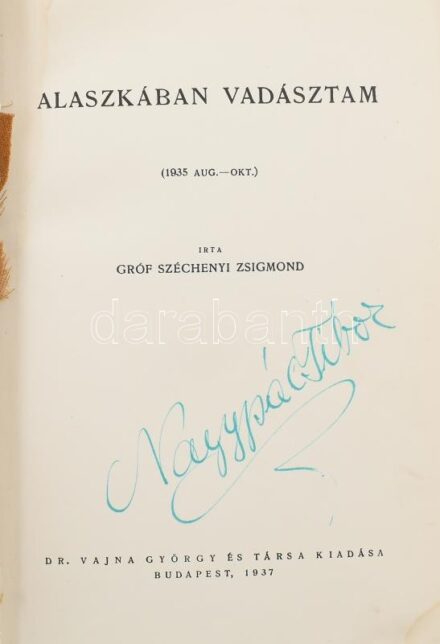 ALASZKÁBAN VADÁSZTAM
(1935 AUG.—OKT.)
IRTA
GRÓF SZÉCHENYI ZSIGMOND
darabanth
Nagypál Tibor
DR. VAJNA GYÖRGY ÉS TÁRSA KIADÁSA
BUDAPEST, 1937